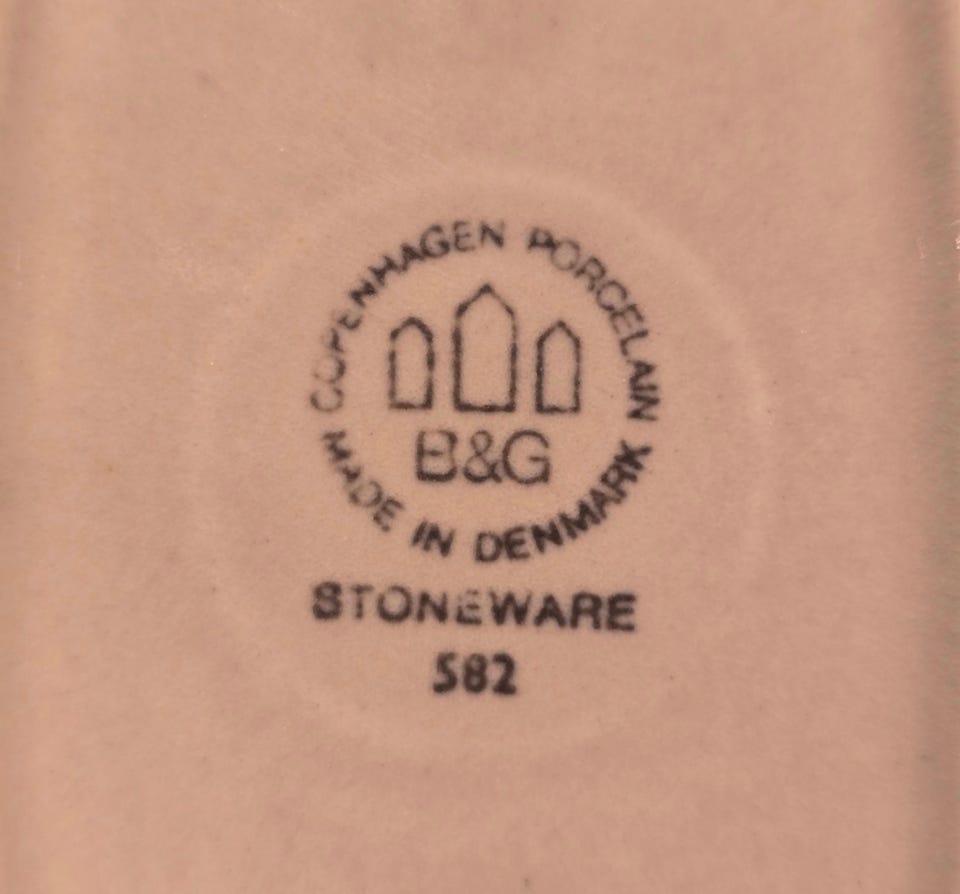 COPENHAGEN PORCELAIN
B&G
MADE IN DENMARK
STONEWARE
582